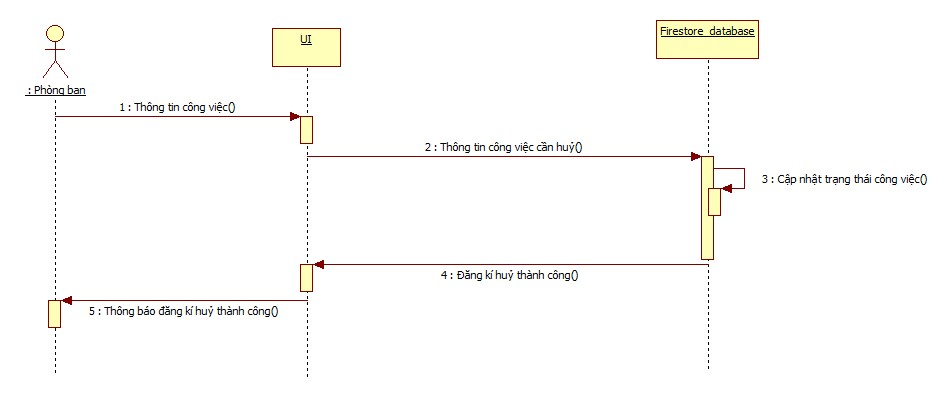 UI
Firestore_database
: Phòng ban
1 : Thông tin công việc()
2 : Thông tin công việc cần huỷ()
3 : Cập nhật trạng thái công việc()
4 : Đăng kí huỷ thành công()
5 : Thông báo đăng kí huỷ thành công()